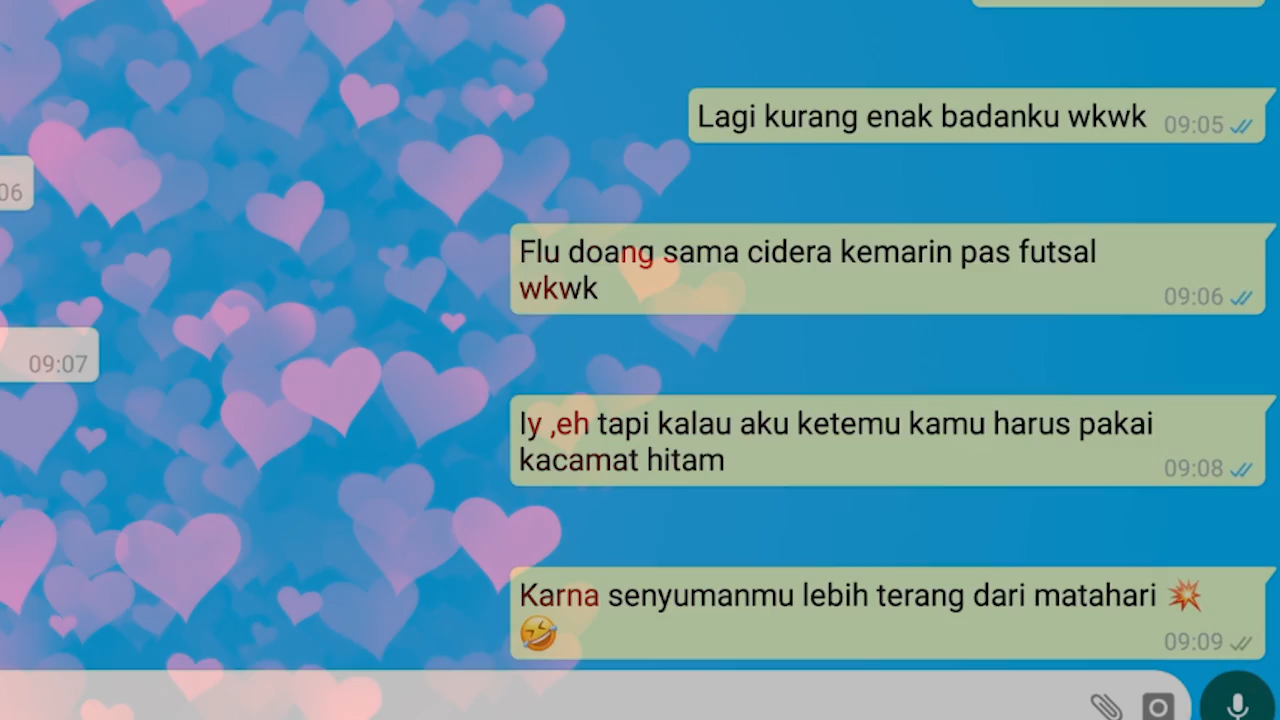 Lagi kurang enak badanku wkwk 09:05
06
Flu doang sama cidera kemarin pas futsal
wkwk 09:06
09:07
Iy ,eh tapi kalau aku ketemu kamu harus pakai
kacamat hitam 09:08
Karna senyumanmu lebih terang dari matahari 💥
🤣 09:09